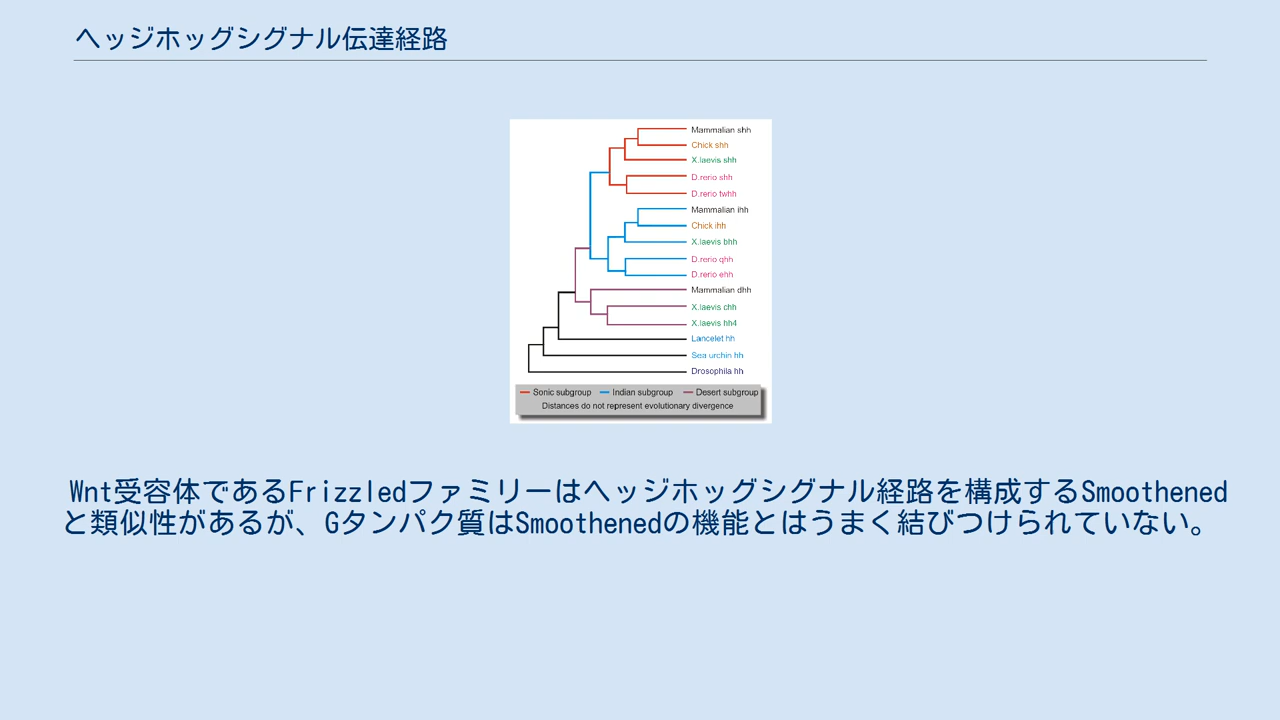 ヘッジホッグシグナル伝達経路
Mammalian shh
Chick shh
X.laevis shh
D.rerio shh
D.rerio twhh
Mammalian ihh
Chick ihh
X.laevis bhh
D.rerio qhh
D.rerio ehh
Mammalian dhh
X.laevis chh
X.laevis hh4
Lancelet hh
Sea urchin hh
Drosophila hh
Sonic subgroup Indian subgroup Desert subgroup
Distances do not represent evolutionary divergence
Wnt受容体であるFrizzledファミリーはヘッジホッグシグナル経路を構成するSmoothened
と類似性があるが、Gタンパク質はSmoothenedの機能とはうまく結びつけられていない。